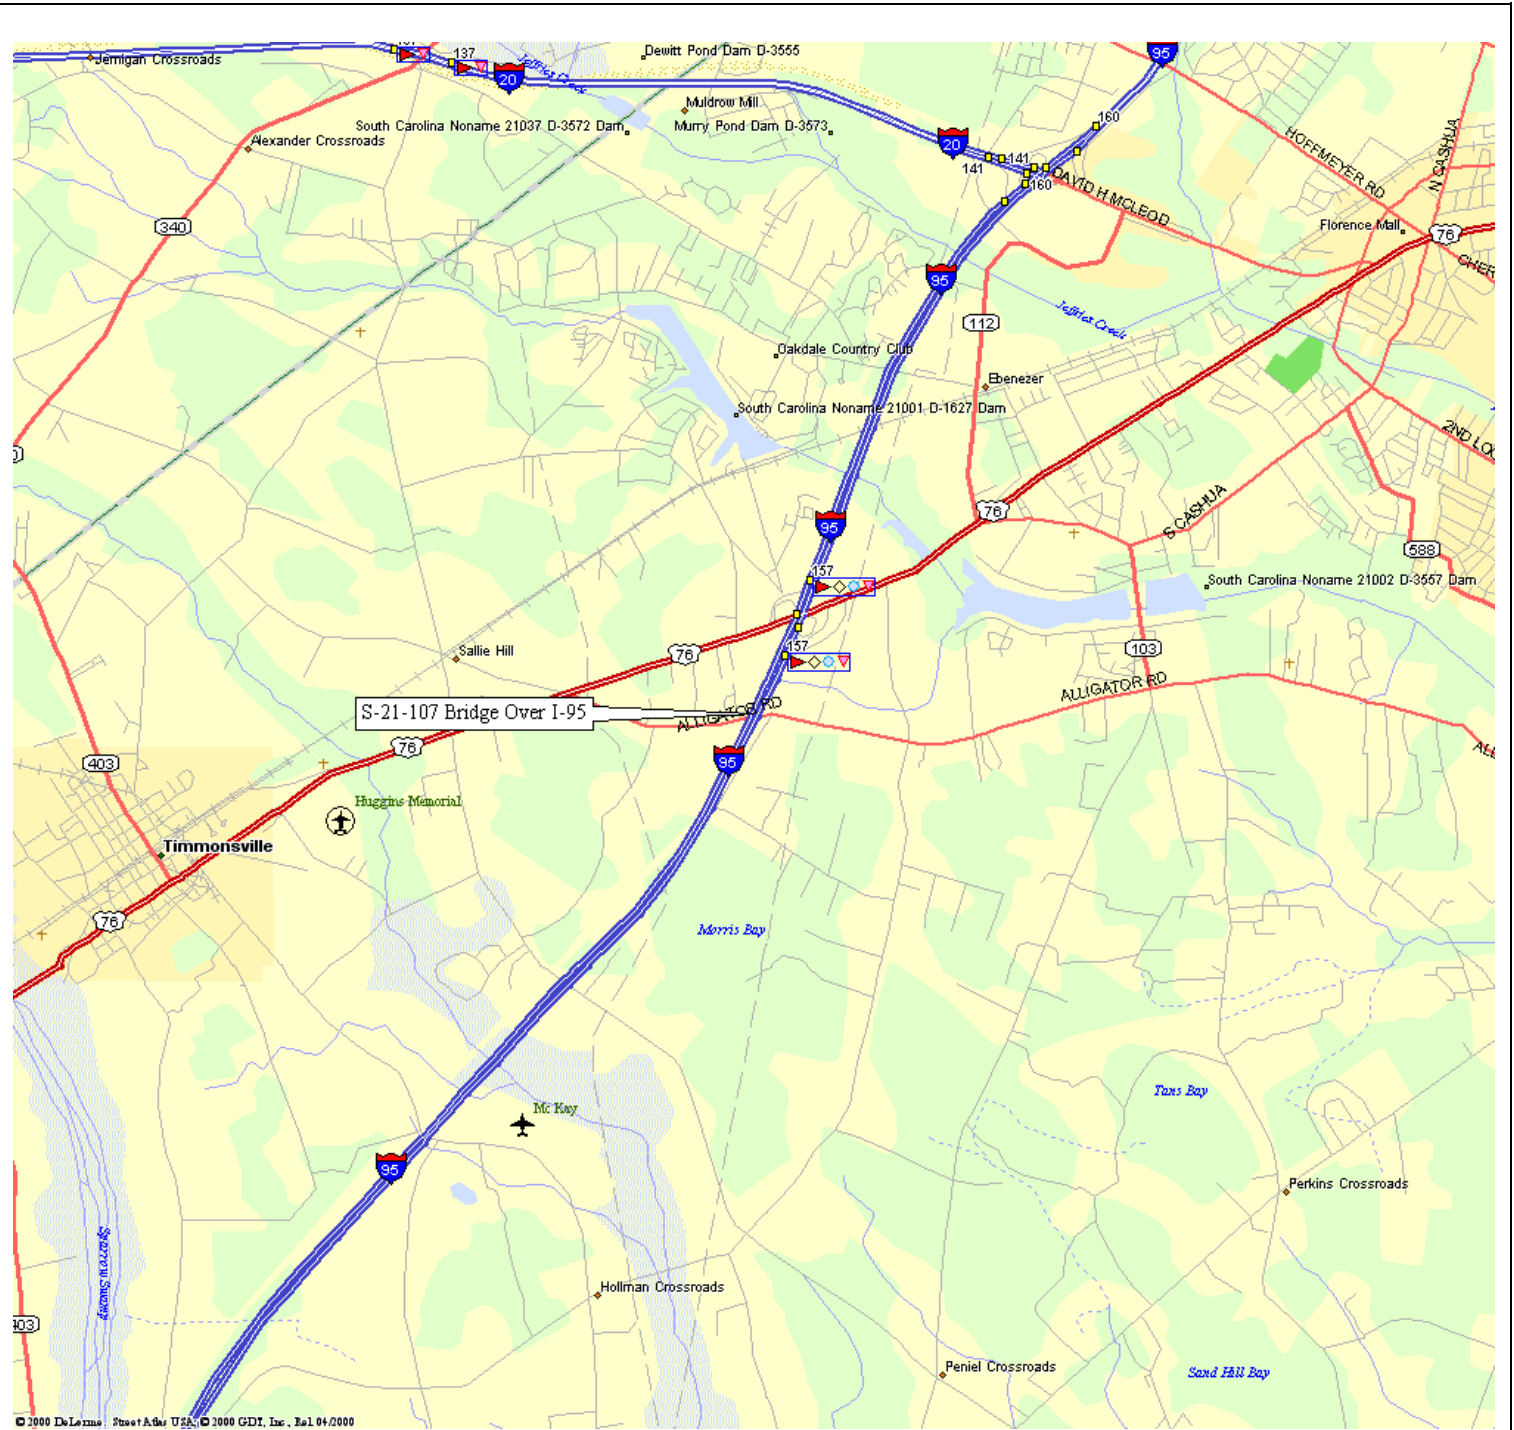 Jernigan Crossroads
137
20
Jeffries Creek
Dewitt Pond Dam D-3555
95
Muldrow Mill
160
South Carolina Noname 21037 D-3572 Dam
Murry Pond Dam D-3573
Alexander Crossroads
20
141
141
160
HOFFMEYER RD
N CASHUA
DAVID H MCLEOD
340
Florence Mall
76
95
Jeffries Creek
112
Oakdale Country Club
Ebenezer
South Carolina Noname 21001 D-1627 Dam
76
S CASHUA
95
588
157
South Carolina Noname 21002 D-3557 Dam
Sallie Hill
76
157
103
ALLIGATOR RD
S-21-107 Bridge Over I-95
ALLIGATOR RD
76
95
403
Huggins Memorial
Timmonsville
76
Morris Bay
Tans Bay
Mc Kay
95
Perkins Crossroads
Sparrow Swamp
Hollman Crossroads
403
Peniel Crossroads
Sand Hill Bay
© 2000 DeLorme. Street Atlas USA; © 2000 GDT, Inc., Rel. 04/2000